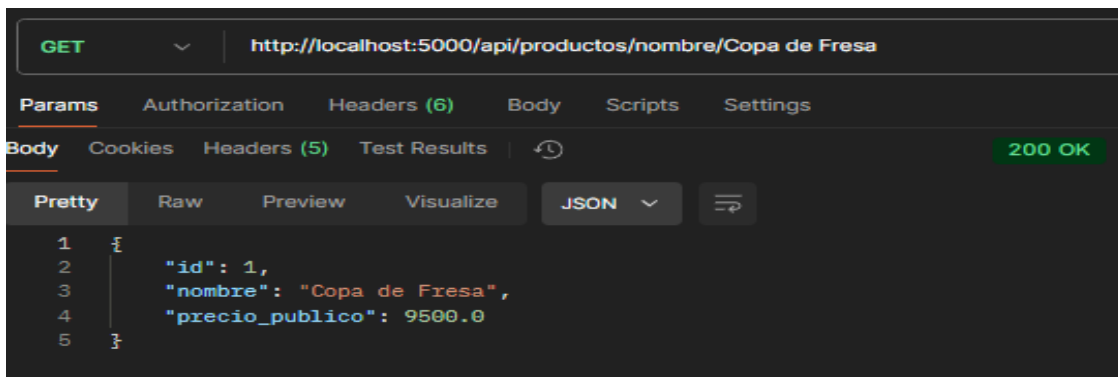 GET http://localhost:5000/api/productos/nombre/Copa de Fresa
Params Authorization Headers (6) Body Scripts Settings
Body Cookies Headers (5) Test Results 200 OK
Pretty Raw Preview Visualize JSON
1 {
2 "id": 1,
3 "nombre": "Copa de Fresa",
4 "precio_publico": 9500.0
5 }